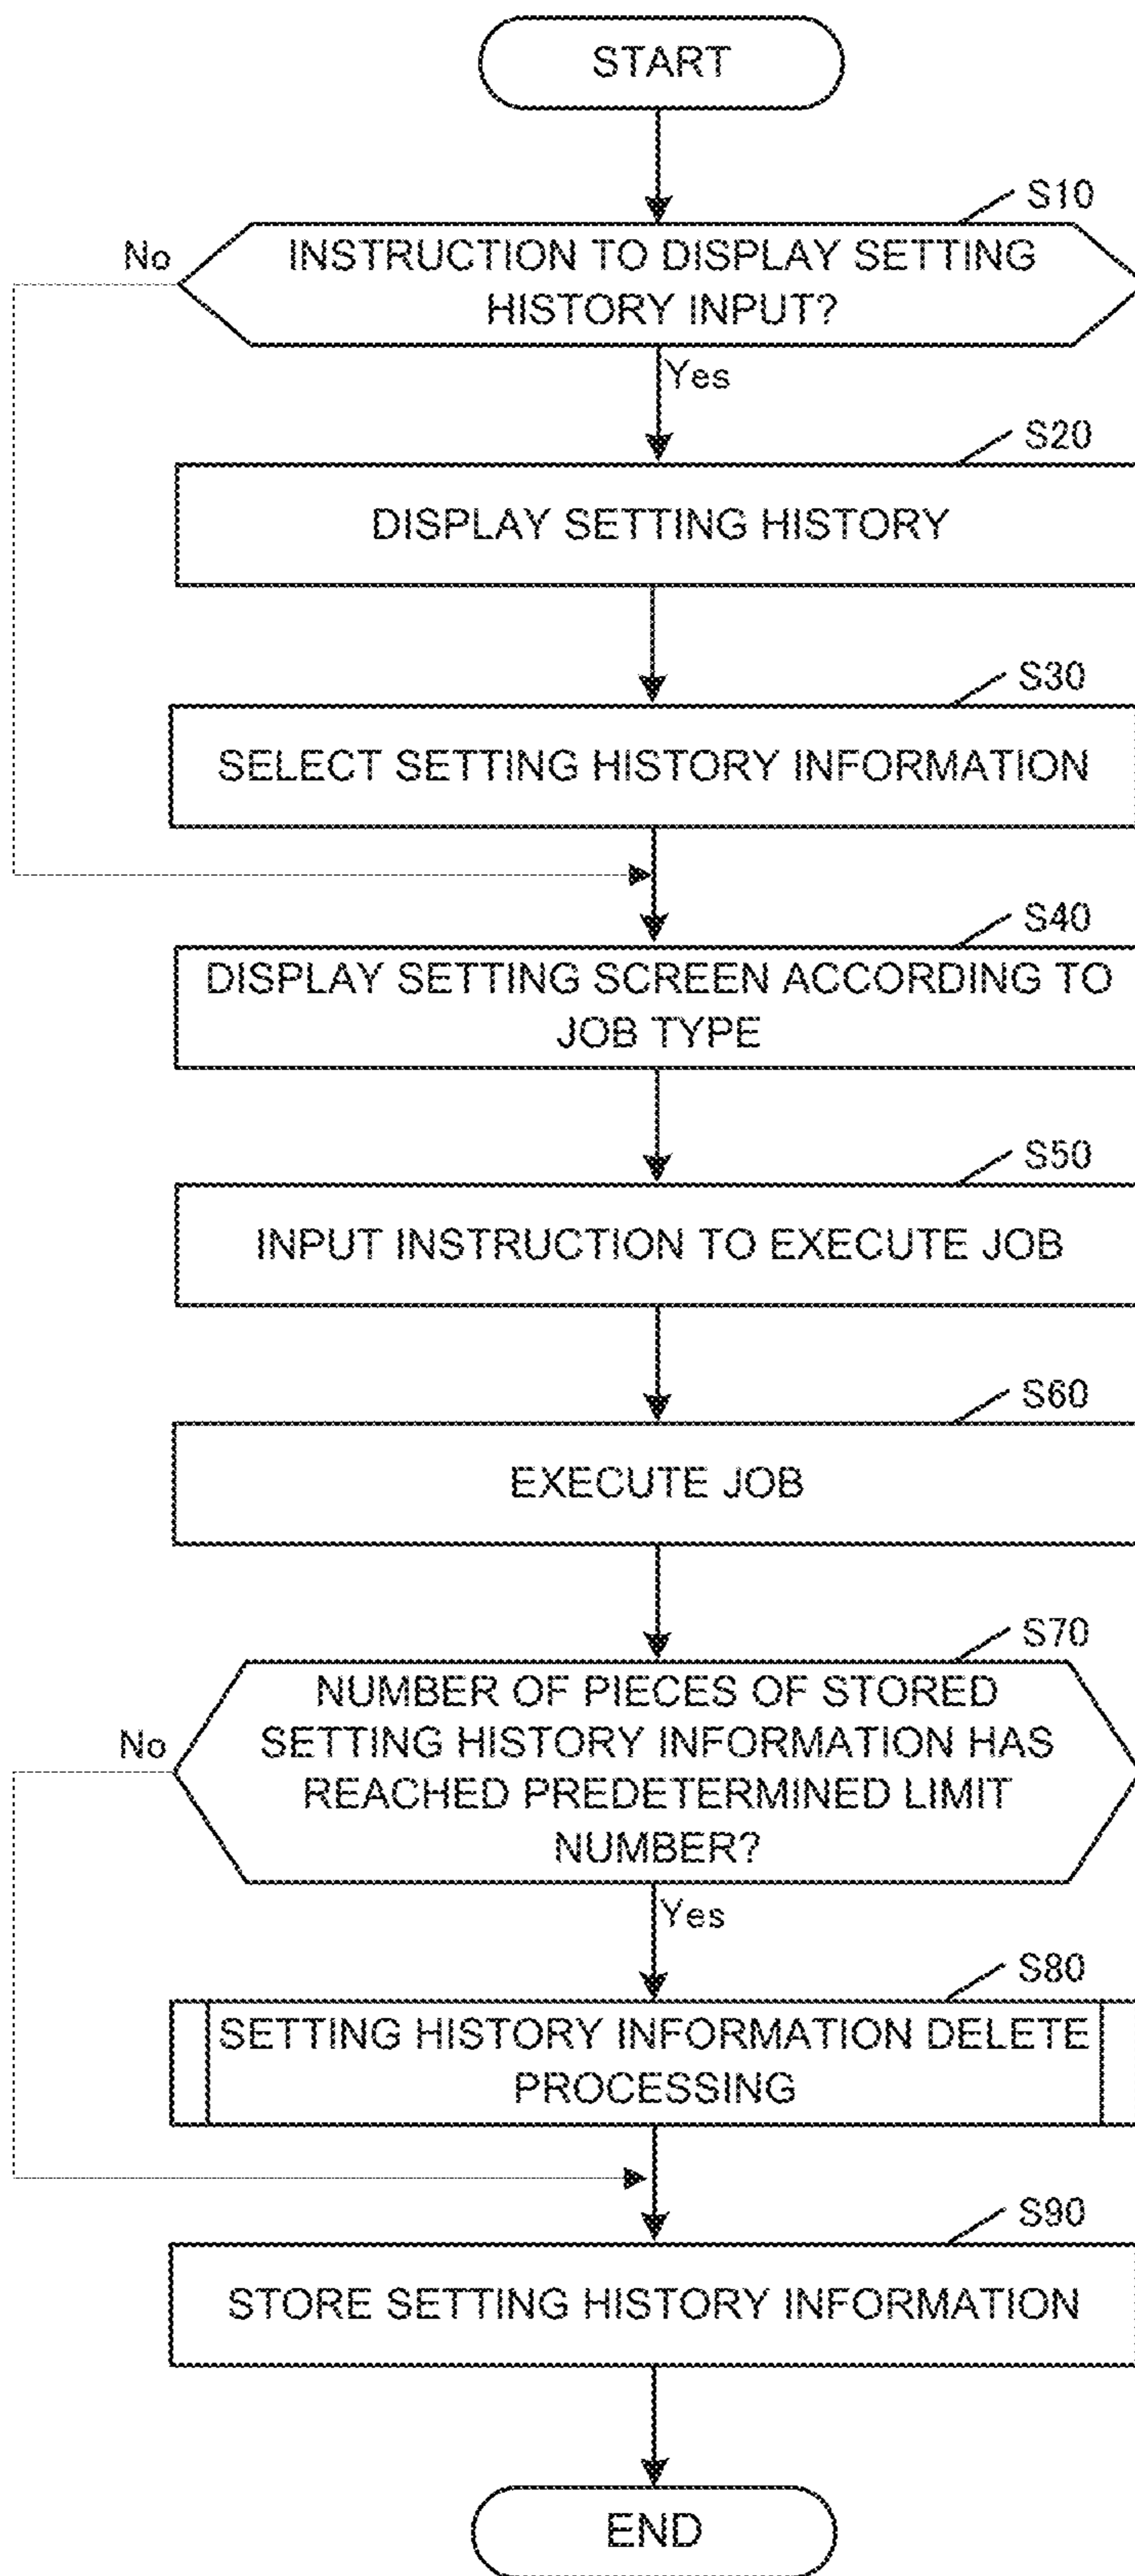 START
S10
No
INSTRUCTION TO DISPLAY SETTING
HISTORY INPUT?
Yes
S20
DISPLAY SETTING HISTORY
S30
SELECT SETTING HISTORY INFORMATION
S40
DISPLAY SETTING SCREEN ACCORDING TO
JOB TYPE
S50
INPUT INSTRUCTION TO EXECUTE JOB
S60
EXECUTE JOB
S70
NUMBER OF PIECES OF STORED
No
SETTING HISTORY INFORMATION HAS
REACHED PREDETERMINED LIMIT
NUMBER?
Yes
S80
SETTING HISTORY INFORMATION DELETE
PROCESSING
S90
STORE SETTING HISTORY INFORMATION
END